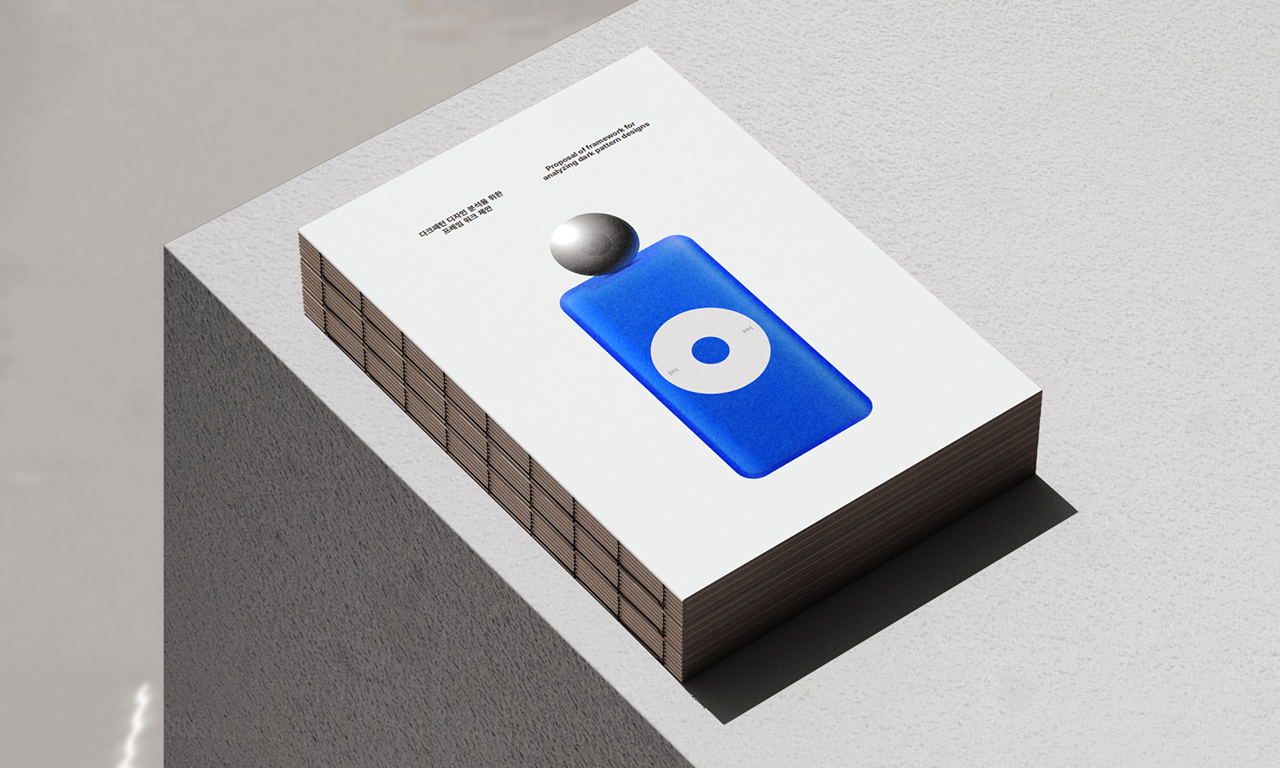 다크패턴 디자인 분석을 위한
프레임 워크 제안
Proposal of framework for
analyzing dark pattern designs